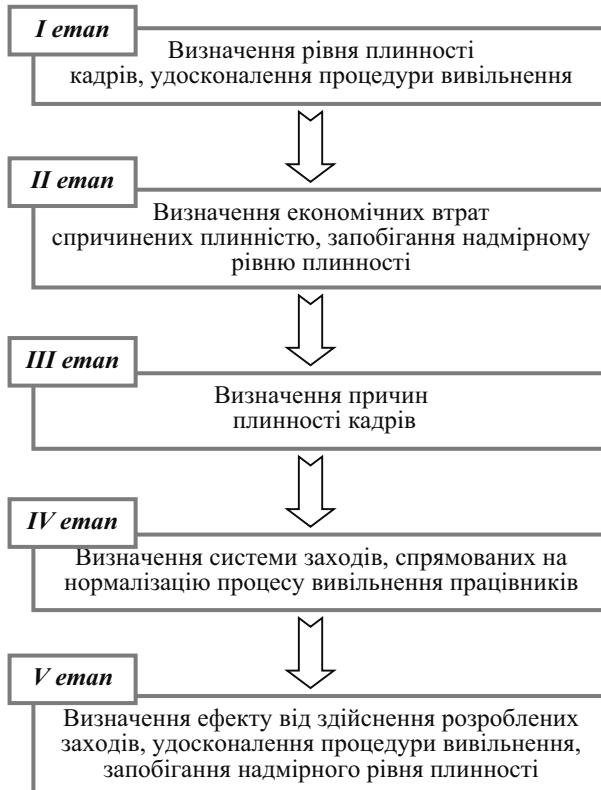 I етап
Визначення рівня плинності
кадрів, удосконалення процедури вивільнення
II етап
Визначення економічних втрат
спричинених плинністю, запобігання надмірному
рівню плинності
III етап
Визначення причин
плинності кадрів
IV етап
Визначення системи заходів, спрямованих на
нормалізацію процесу вивільнення працівників
V етап
Визначення ефекту від здійснення розроблених
заходів, удосконалення процедури вивільнення,
запобігання надмірного рівня плинності